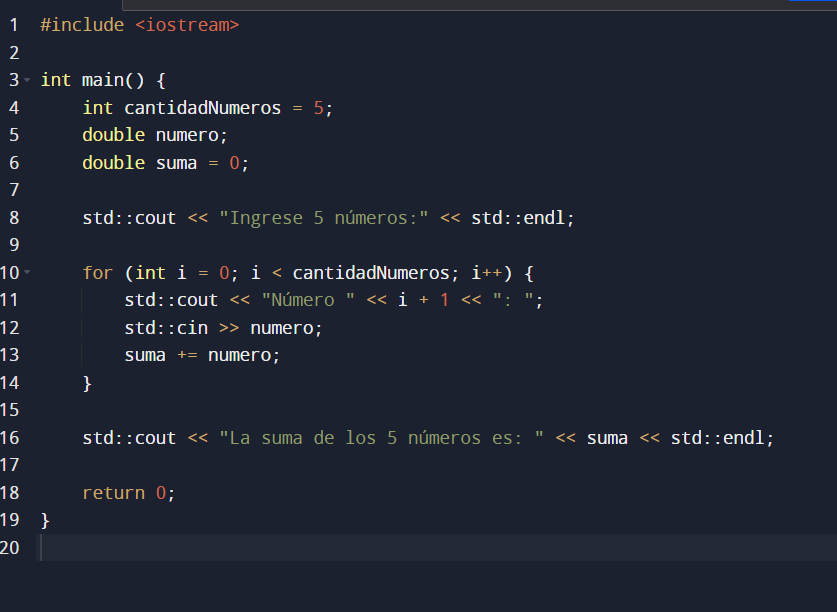 1 #include <iostream>
2
3 int main() {
4     int cantidadNumeros = 5;
5     double numero;
6     double suma = 0;
7
8     std::cout << "Ingrese 5 números:" << std::endl;
9
10     for (int i = 0; i < cantidadNumeros; i++) {
11         std::cout << "Número " << i + 1 << ": ";
12         std::cin >> numero;
13         suma += numero;
14     }
15
16     std::cout << "La suma de los 5 números es: " << suma << std::endl;
17
18     return 0;
19 }
20